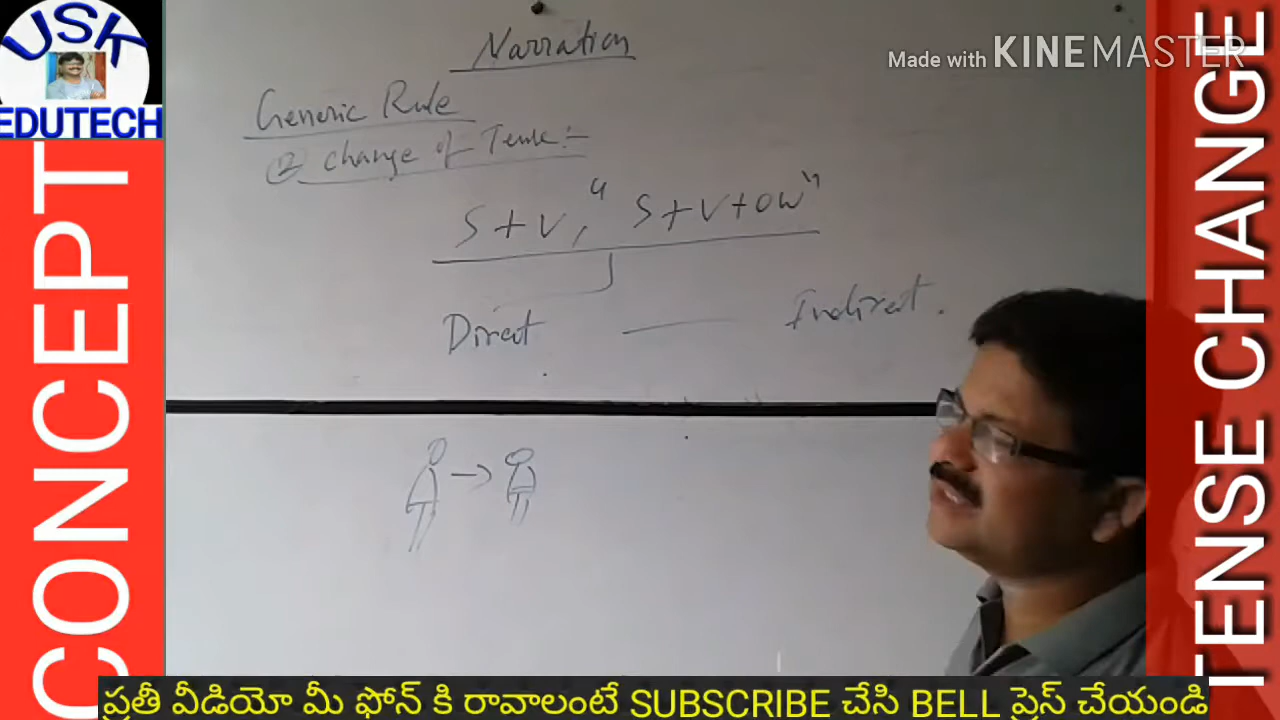 USK
EDUTECH
CONCEPT
Made with KINEMASTER
Narration
Generic Rule
② change of Tense:-
S+V, "S+V+OW"
Direct — Indirect.
TENSE CHANGE
ప్రతీ వీడియో మీ ఫోన్ కి రావాలంటే SUBSCRIBE చేసి BELL ప్రెస్ చేయండి